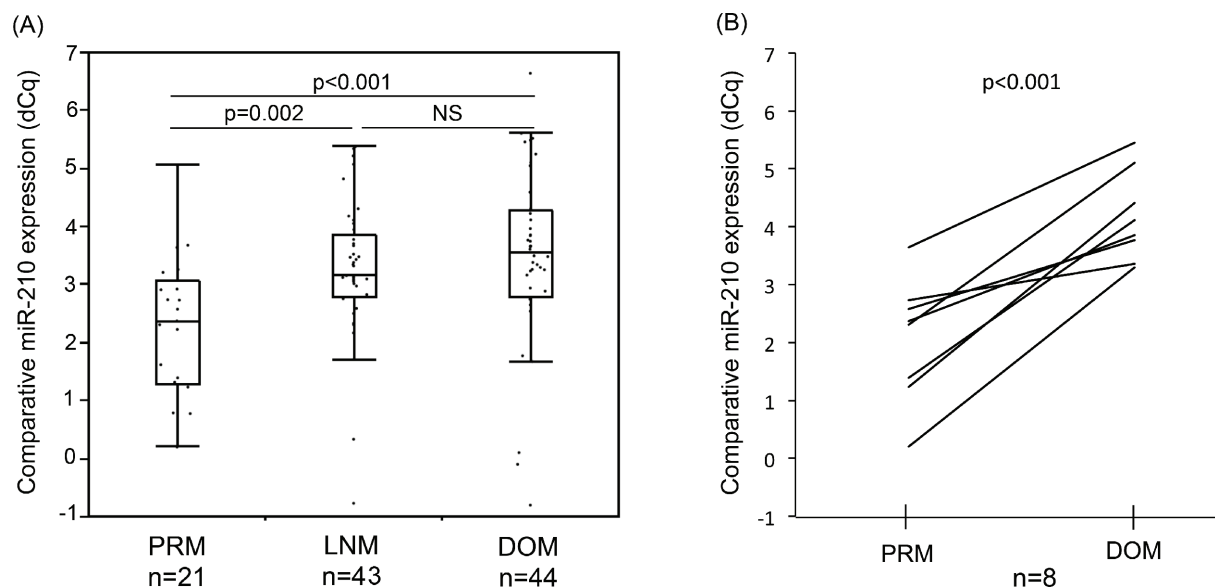 (A)
Comparative miR-210 expression (dCq)
7
6
5
4
3
2
1
0
-1
p<0.001
p=0.002
NS
PRM
LNM
DOM
n=21
n=43
n=44
(B)
Comparative miR-210 expression (dCq)
7
6
5
4
3
2
1
0
-1
p<0.001
PRM
DOM
n=8